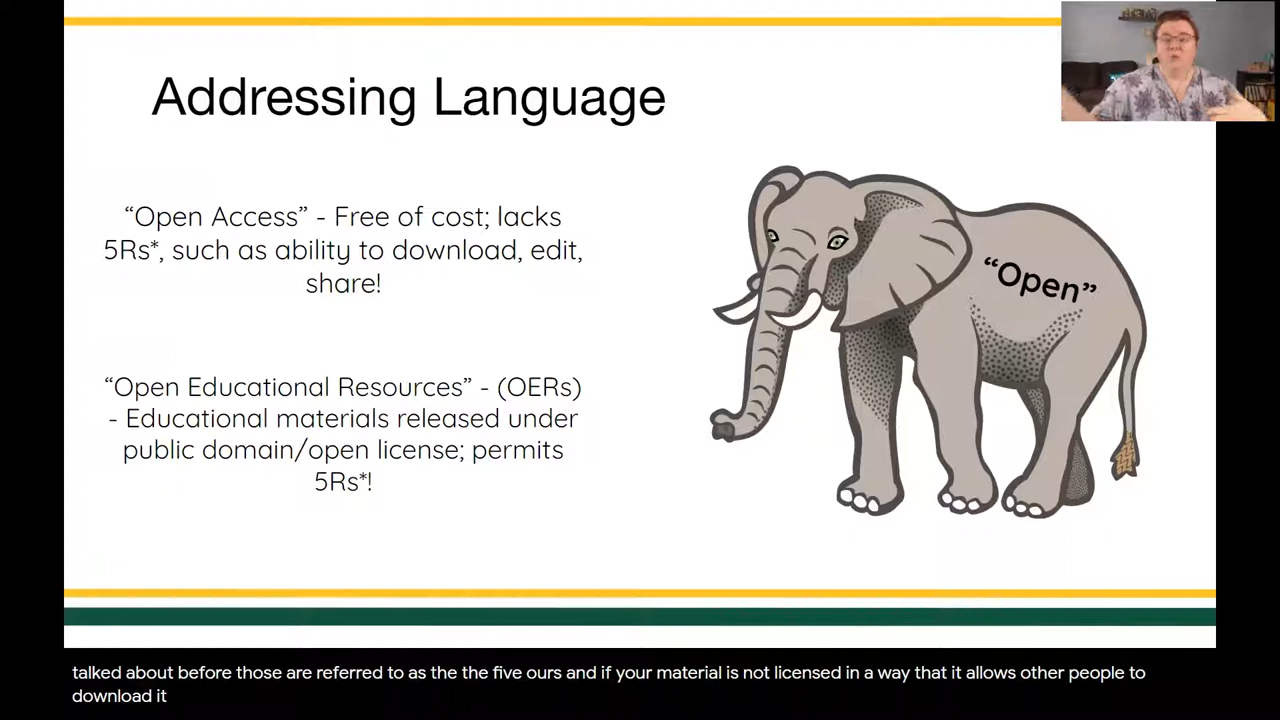 Addressing Language
“Open Access” - Free of cost; lacks
5Rs*, such as ability to download, edit,
share!
“Open Educational Resources” - (OERs)
- Educational materials released under
public domain/open license; permits
5Rs*!
“Open”
talked about before those are referred to as the the five ours and if your material is not licensed in a way that it allows other people to
download it